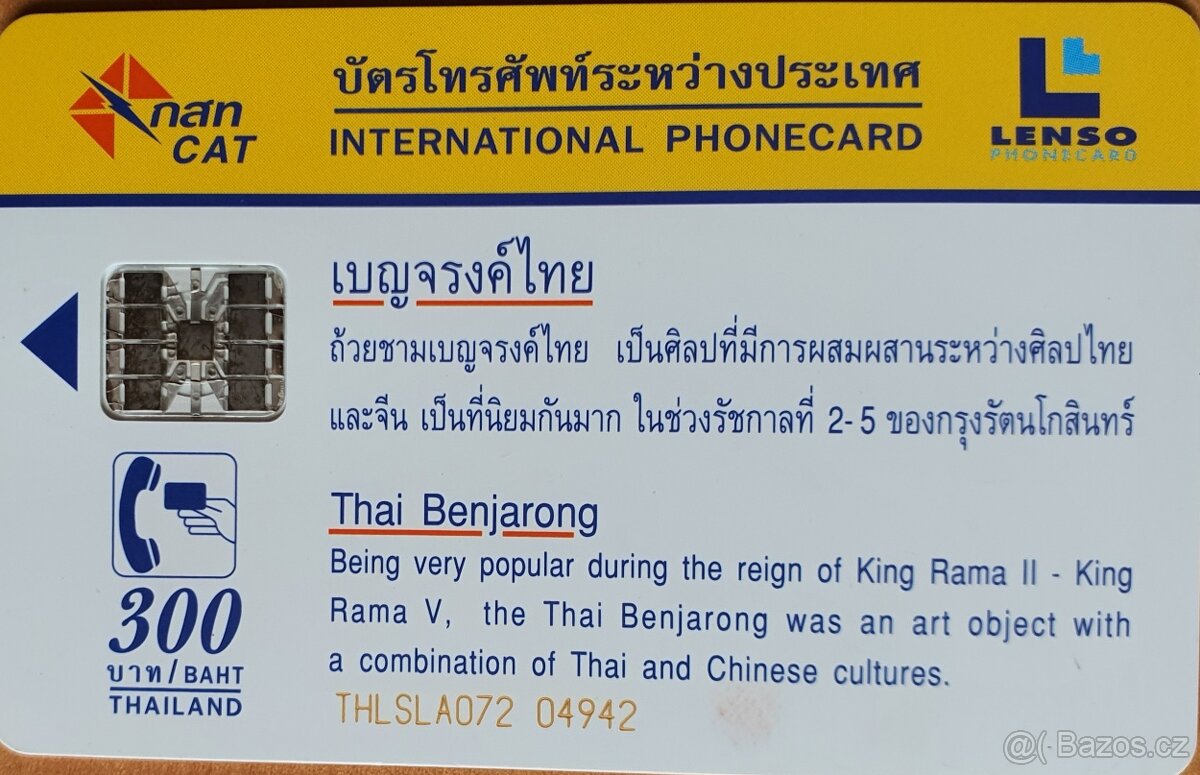 กสท
CAT
บัตรโทรศัพท์ระหว่างประเทศ
INTERNATIONAL PHONECARD
LENSO
PHONECARD
เบญจรงค์ไทย
ถ้วยชามเบญจรงค์ไทย เป็นศิลปที่มีการผสมผสานระหว่างศิลปไทย
และจีน เป็นที่นิยมกันมาก ในช่วงรัชกาลที่ 2-5 ของกรุงรัตนโกสินทร์
Thai Benjarong
Being very popular during the reign of King Rama II - King
Rama V, the Thai Benjarong was an art object with
a combination of Thai and Chinese cultures.
300
บาท/BAHT
THAILAND
THLSLA072 04942
@(· Bazos.cz